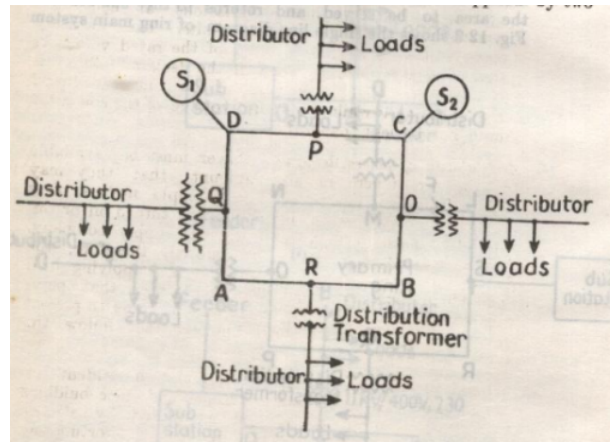 Distributor
Loads
S1
S2
D
P
C
Distributor
Q
O
Distributor
Loads
Loads
A
R
B
Distribution
Transformer
Distributor
Loads